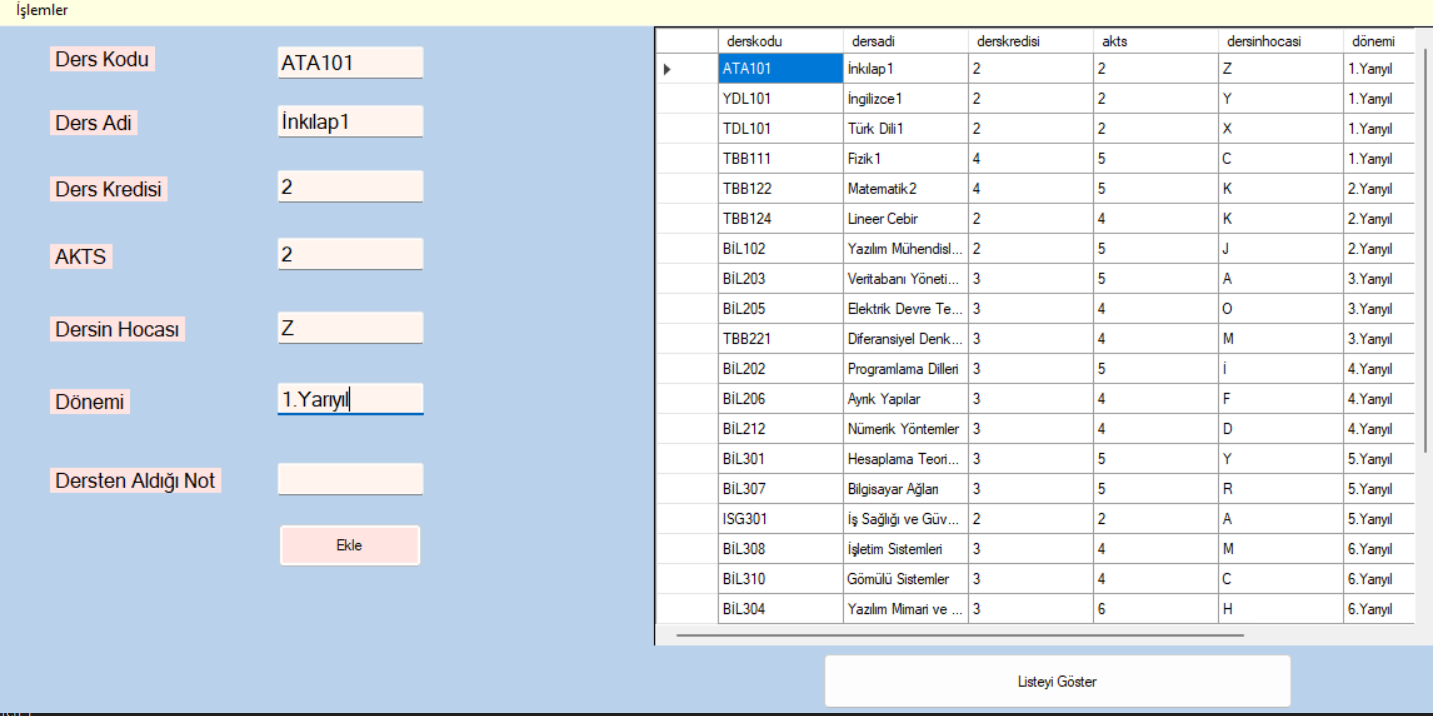 İşlemler
Ders Kodu ATA101
Ders Adi İnkılap1
Ders Kredisi 2
AKTS 2
Dersin Hocası Z
Dönemi 1.Yarıyıl
Dersten Aldığı Not
Ekle
derskodu dersadi derskredisi akts dersinhocasi dönemi
ATA101 İnkılap1 2 2 Z 1.Yarıyıl
YDL101 İngilizce1 2 2 Y 1.Yarıyıl
TDL101 Türk Dili1 2 2 X 1.Yarıyıl
TBB111 Fizik1 4 5 C 1.Yarıyıl
TBB122 Matematik2 4 5 K 2.Yarıyıl
TBB124 Lineer Cebir 2 4 K 2.Yarıyıl
BİL102 Yazılım Mühendisl... 2 5 J 2.Yarıyıl
BİL203 Veritabanı Yöneti... 3 5 A 3.Yarıyıl
BİL205 Elektrik Devre Te... 3 4 O 3.Yarıyıl
TBB221 Diferansiyel Denk... 3 4 M 3.Yarıyıl
BİL202 Programlama Dilleri 3 5 İ 4.Yarıyıl
BİL206 Ayrık Yapılar 3 4 F 4.Yarıyıl
BİL212 Nümerik Yöntemler 3 4 D 4.Yarıyıl
BİL301 Hesaplama Teori... 3 5 Y 5.Yarıyıl
BİL307 Bilgisayar Ağları 3 5 R 5.Yarıyıl
ISG301 İş Sağlığı ve Güv... 2 2 A 5.Yarıyıl
BİL308 İşletim Sistemleri 3 4 M 6.Yarıyıl
BİL310 Gömülü Sistemler 3 4 C 6.Yarıyıl
BİL304 Yazılım Mimari ve ... 3 6 H 6.Yarıyıl
Listeyi Göster